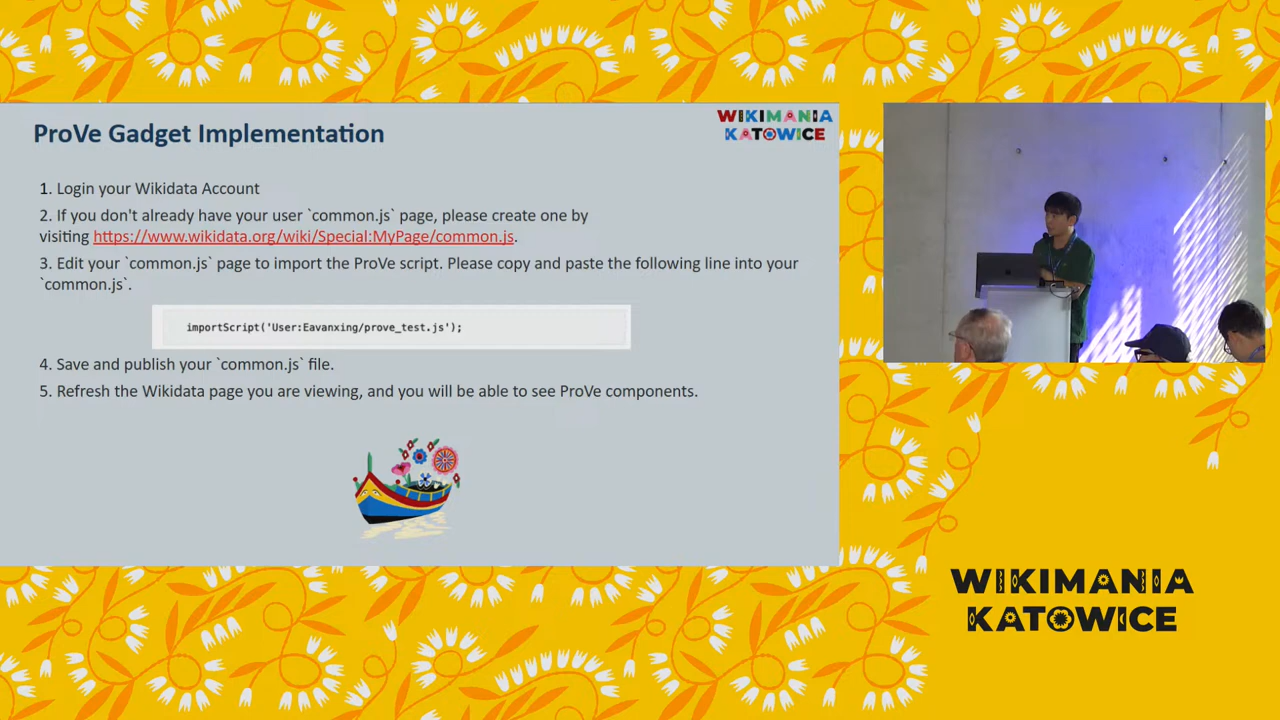 ProVe Gadget Implementation
WIKIMANIA
KATOWICE
1. Login your Wikidata Account
2. If you don't already have your user `common.js` page, please create one by
visiting https://www.wikidata.org/wiki/Special:MyPage/common.js.
3. Edit your `common.js` page to import the ProVe script. Please copy and paste the following line into your
`common.js`.
importScript('User:Eavanxing/prove_test.js');
4. Save and publish your `common.js` file.
5. Refresh the Wikidata page you are viewing, and you will be able to see ProVe components.
WIKIMANIA
KATOWICE